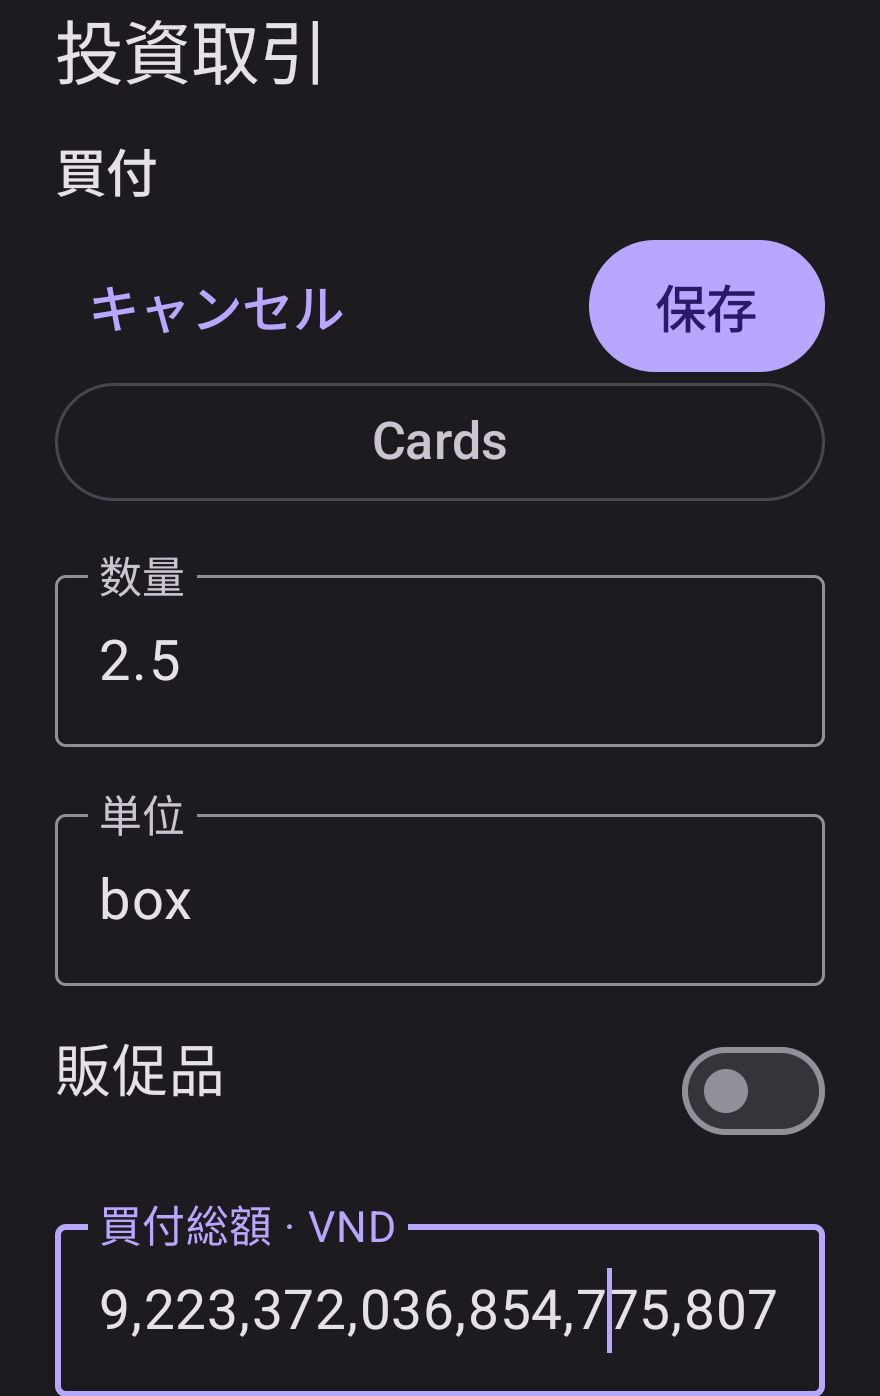 投資取引
買付
キャンセル
保存
Cards
数量
2.5
単位
box
販促品
買付総額 · VND
9,223,372,036,854,775,807